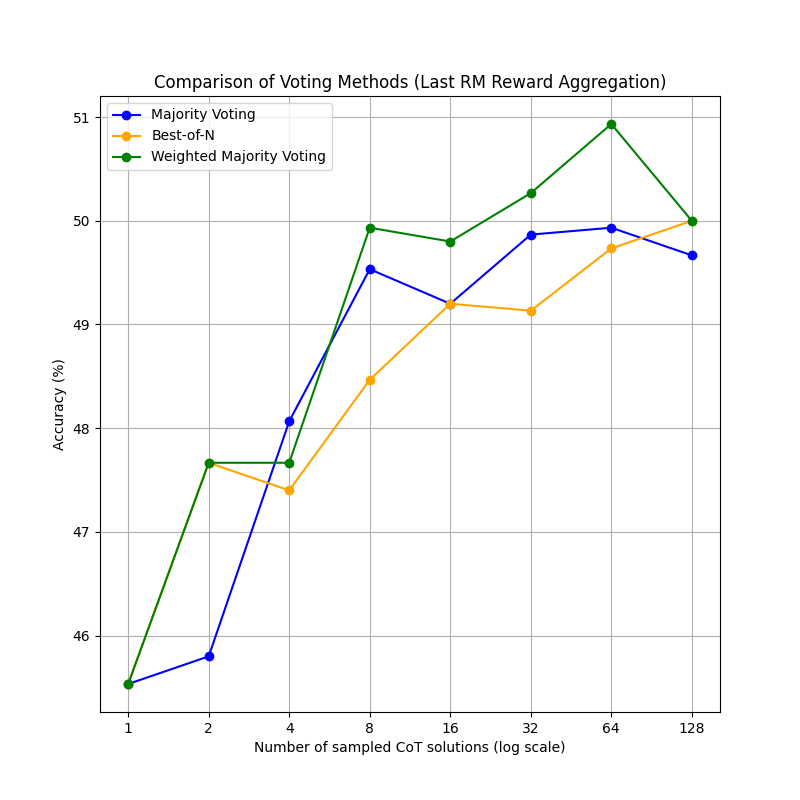 Comparison of Voting Methods (Last RM Reward Aggregation)
Majority Voting
Best-of-N
Weighted Majority Voting
51
50
49
48
47
46
Accuracy (%)
1 2 4 8 16 32 64 128
Number of sampled CoT solutions (log scale)